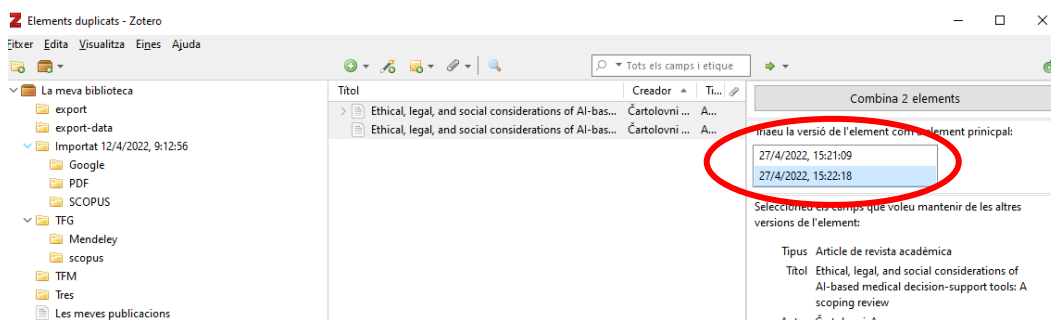 Elements duplicats - Zotero
Fitxer Edita Visualitza Eines Ajuda
Tots els camps i etique
La meva biblioteca
export
export-data
Importat 12/4/2022, 9:12:56
Google
PDF
SCOPUS
TFG
Mendeley
scopus
TFM
Tres
Les meves publicacions
Títol Creador Ti...
Ethical, legal, and social considerations of AI-bas... Čartolovni ... A...
Ethical, legal, and social considerations of AI-bas... Čartolovni ... A...
Combina 2 elements
Triaeu la versió de l'element com element prinicpal:
27/4/2022, 15:21:09
27/4/2022, 15:22:18
Seleccioneu els camps que voleu mantenir de les altres
versions de l'element:
Tipus Article de revista acadèmica
Títol Ethical, legal, and social considerations of
AI-based medical decision-support tools: A
scoping review